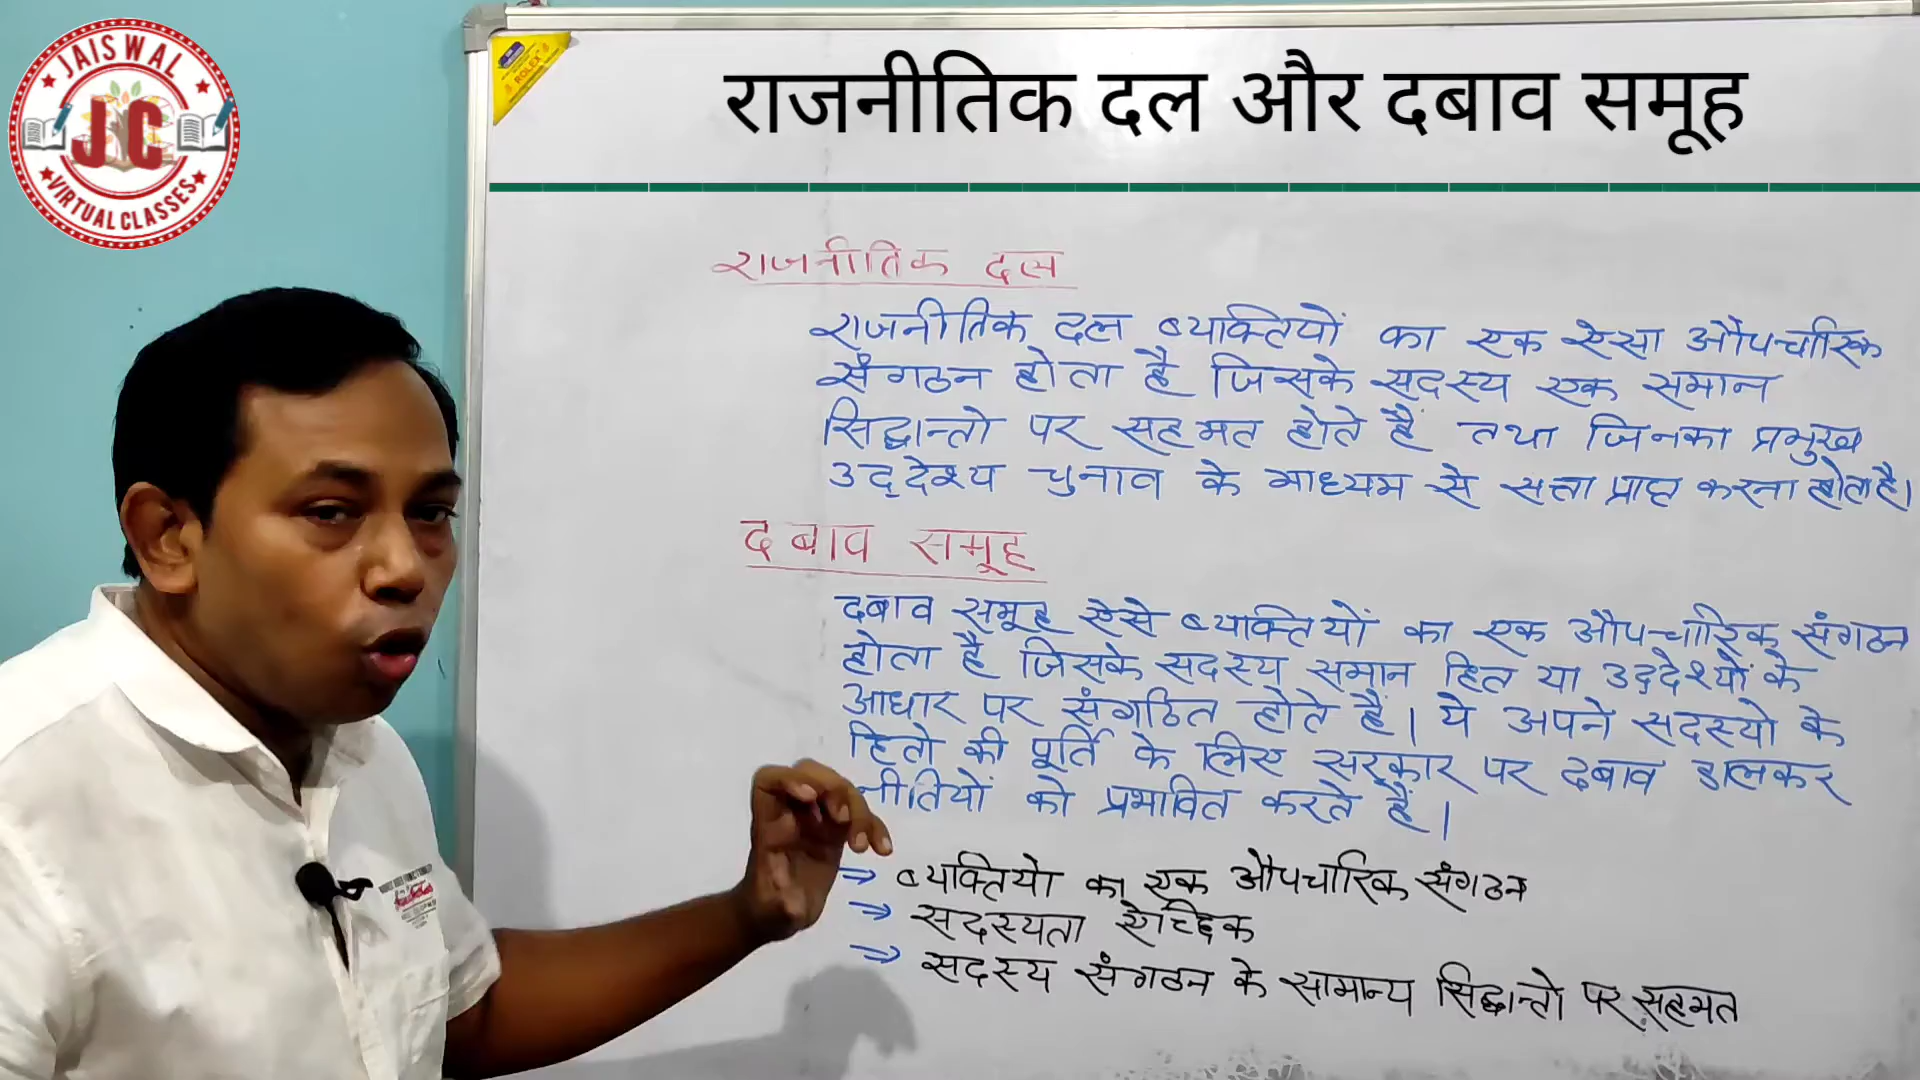 JAISWAL
JC
VIRTUAL CLASSES
ROLEX
राजनीतिक दल और दबाव समूह
राजनीतिक दल
राजनीतिक दल व्यक्तियों का एक ऐसा औपचारिक
संगठन होता है जिसके सदस्य एक समान
सिद्धान्तो पर सहमत होते हैं तथा जिनका प्रमुख
उद्देश्य चुनाव के माध्यम से सत्ता प्राप्त करना होता है।
दबाव समूह
दबाव समूह ऐसे व्यक्तियों का एक औपचारिक संगठन
होता है जिसके सदस्य समान हित या उद्देश्यों के
आधार पर संगठित होते हैं। ये अपने सदस्यो के
हितो की पूर्ति के लिए सरकार पर दबाव डालकर
नीतियों को प्रभावित करते हैं।
→ व्यक्तियो का एक औपचारिक संगठन
→ सदस्यता ऐच्छिक
→ सदस्य संगठन के सामान्य सिद्धान्तो पर सहमत